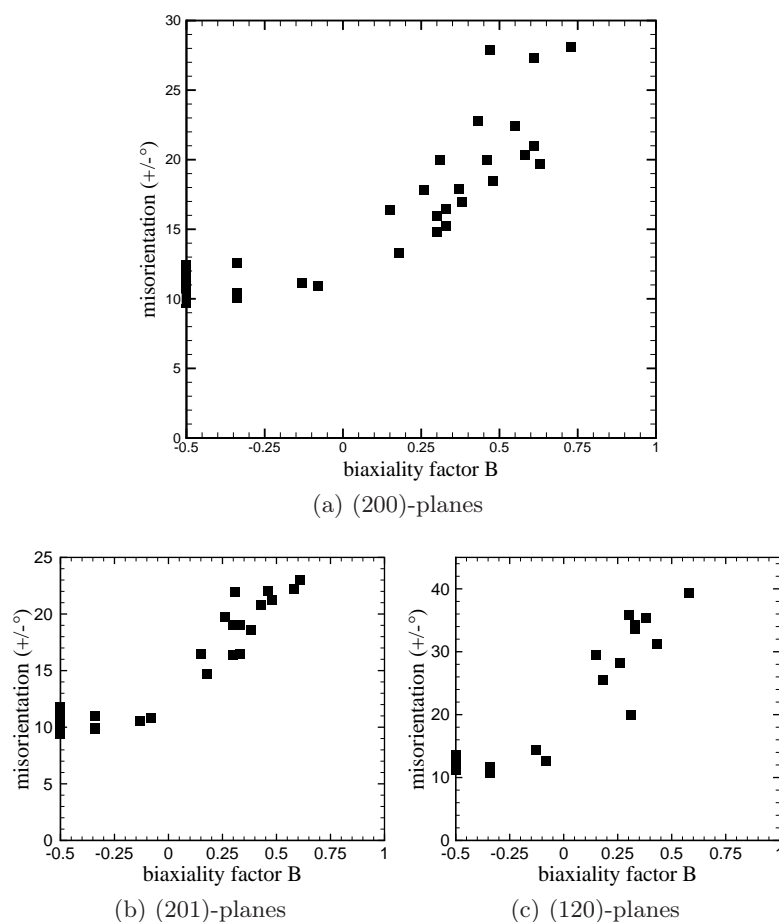 30
25
20
15
10
5
0
misorientation (+/-°)
-0.5 -0.25 0 0.25 0.5 0.75 1
biaxiality factor B
(a) (200)-planes
25
20
15
10
5
0
misorientation (+/-°)
-0.5 -0.25 0 0.25 0.5 0.75 1
biaxiality factor B
(b) (201)-planes
40
30
20
10
0
misorientation (+/-°)
-0.5 -0.25 0 0.25 0.5 0.75 1
biaxiality factor B
(c) (120)-planes